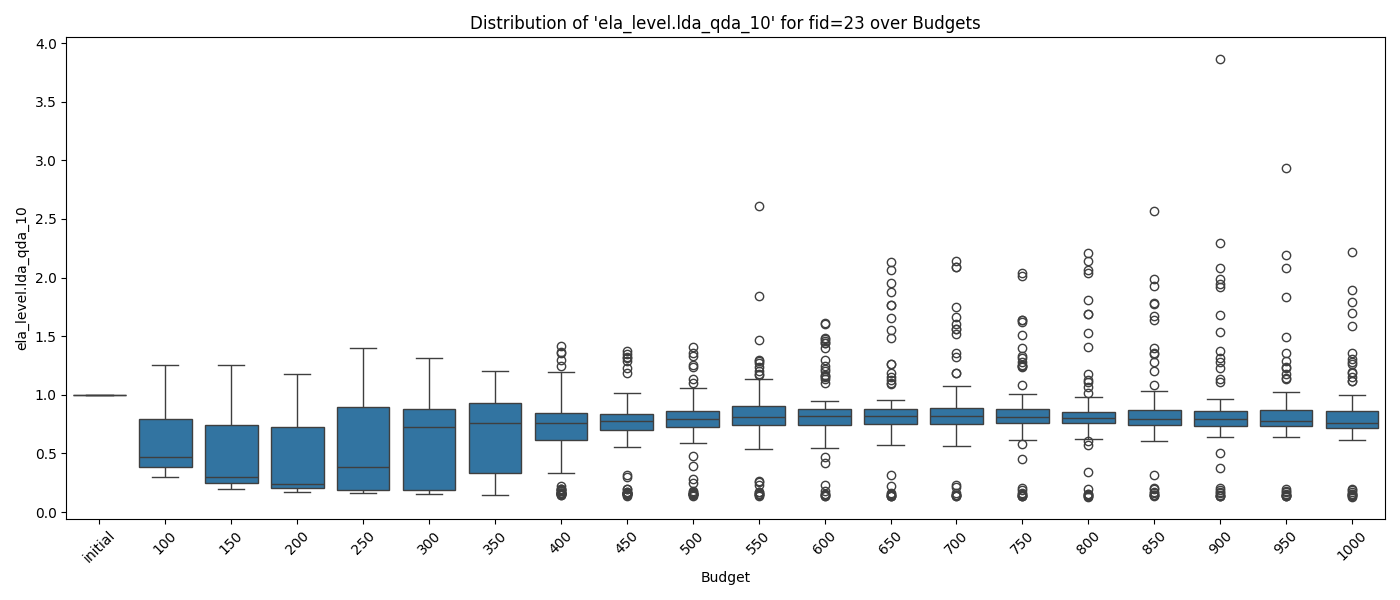 Distribution of 'ela_level.lda_qda_10' for fid=23 over Budgets
ela_level.lda_qda_10
4.0
3.5
3.0
2.5
2.0
1.5
1.0
0.5
0.0
initial 100 150 200 250 300 350 400 450 500 550 600 650 700 750 800 850 900 950 1000
Budget